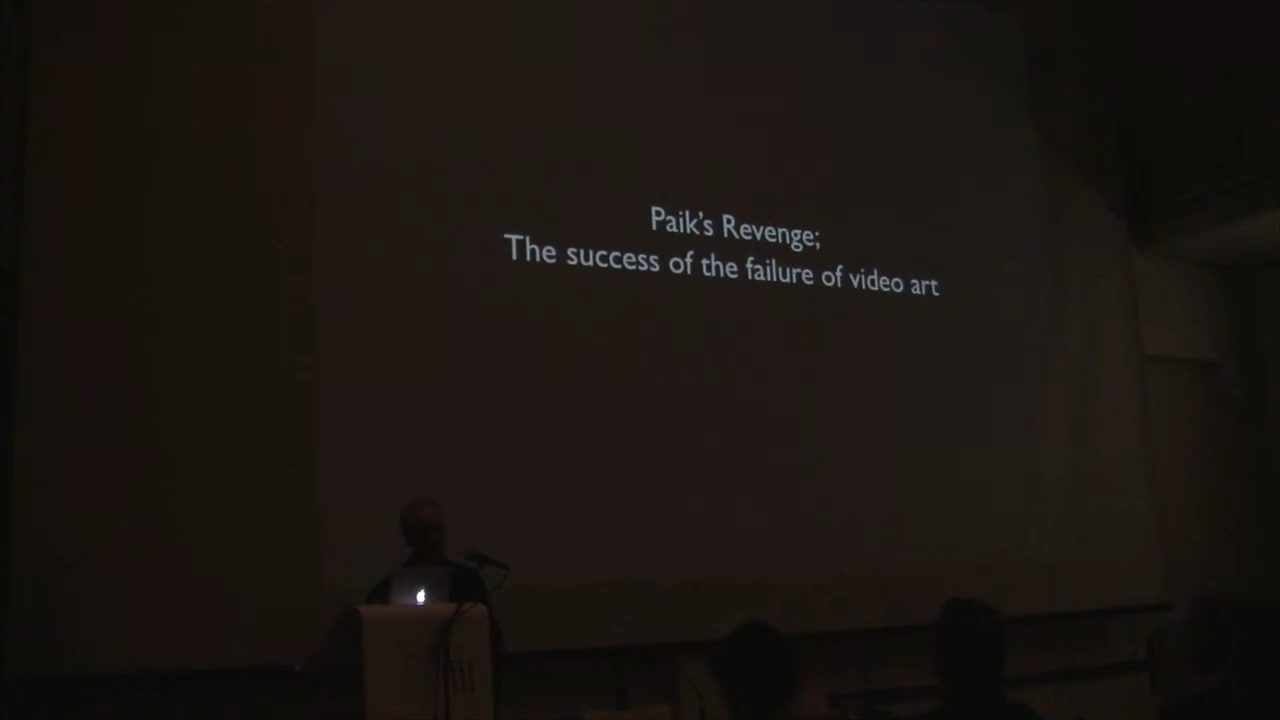 Paik's Revenge;
The success of the failure of video art